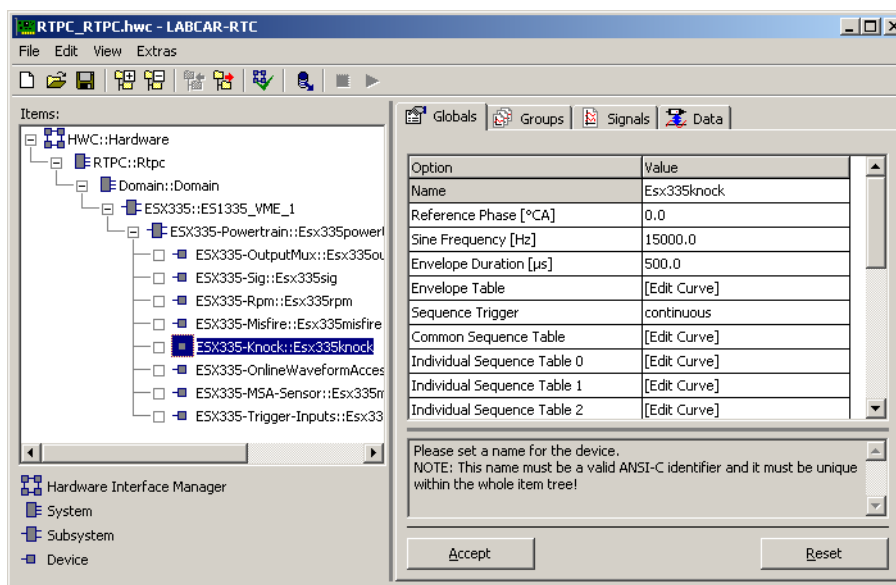 RTPC_RTPC.hwc - LABCAR-RTC
File Edit View Extras
Items:
HWC::Hardware
RTPC::Rtpc
Domain::Domain
ESX335::ES1335_VME_1
ESX335-Powertrain::Esx335powert
ESX335-OutputMux::Esx335ou
ESX335-Sig::Esx335sig
ESX335-Rpm::Esx335rpm
ESX335-Misfire::Esx335misfire
ESX335-Knock::Esx335knock
ESX335-OnlineWaveformAcces
ESX335-MSA-Sensor::Esx335m
ESX335-Trigger-Inputs::Esx33
Hardware Interface Manager
System
Subsystem
Device
Globals Groups Signals Data
Option Value
Name Esx335knock
Reference Phase [°CA] 0.0
Sine Frequency [Hz] 15000.0
Envelope Duration [µs] 500.0
Envelope Table [Edit Curve]
Sequence Trigger continuous
Common Sequence Table [Edit Curve]
Individual Sequence Table 0 [Edit Curve]
Individual Sequence Table 1 [Edit Curve]
Individual Sequence Table 2 [Edit Curve]
Please set a name for the device.
NOTE: This name must be a valid ANSI-C identifier and it must be unique
within the whole item tree!
Accept Reset